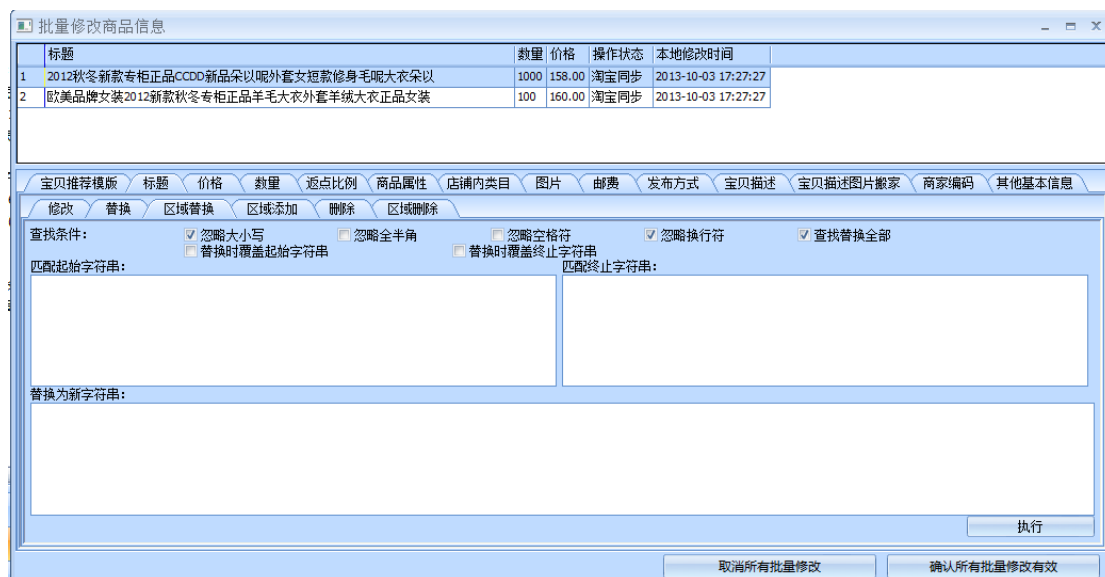 批量修改商品信息
标题 数量 价格 操作状态 本地修改时间
1 2012秋冬新款专柜正品CCDD新品朵以呢外套女短款修身毛呢大衣朵以 1000 158.00 淘宝同步 2013-10-03 17:27:27
2 欧美品牌女装2012新款秋冬专柜正品羊毛大衣外套羊绒大衣正品女装 100 160.00 淘宝同步 2013-10-03 17:27:27
宝贝推荐模版 标题 价格 数量 返点比例 商品属性 店铺内类目 图片 邮费 发布方式 宝贝描述 宝贝描述图片搬家 商家编码 其他基本信息
修改 替换 区域替换 区域添加 删除 区域删除
查找条件: 忽略大小写 忽略全半角 忽略空格符 忽略换行符 查找替换全部
替换时覆盖起始字符串 替换时覆盖终止字符串
匹配起始字符串: 匹配终止字符串:
替换为新字符串:
执行
取消所有批量修改 确认所有批量修改有效